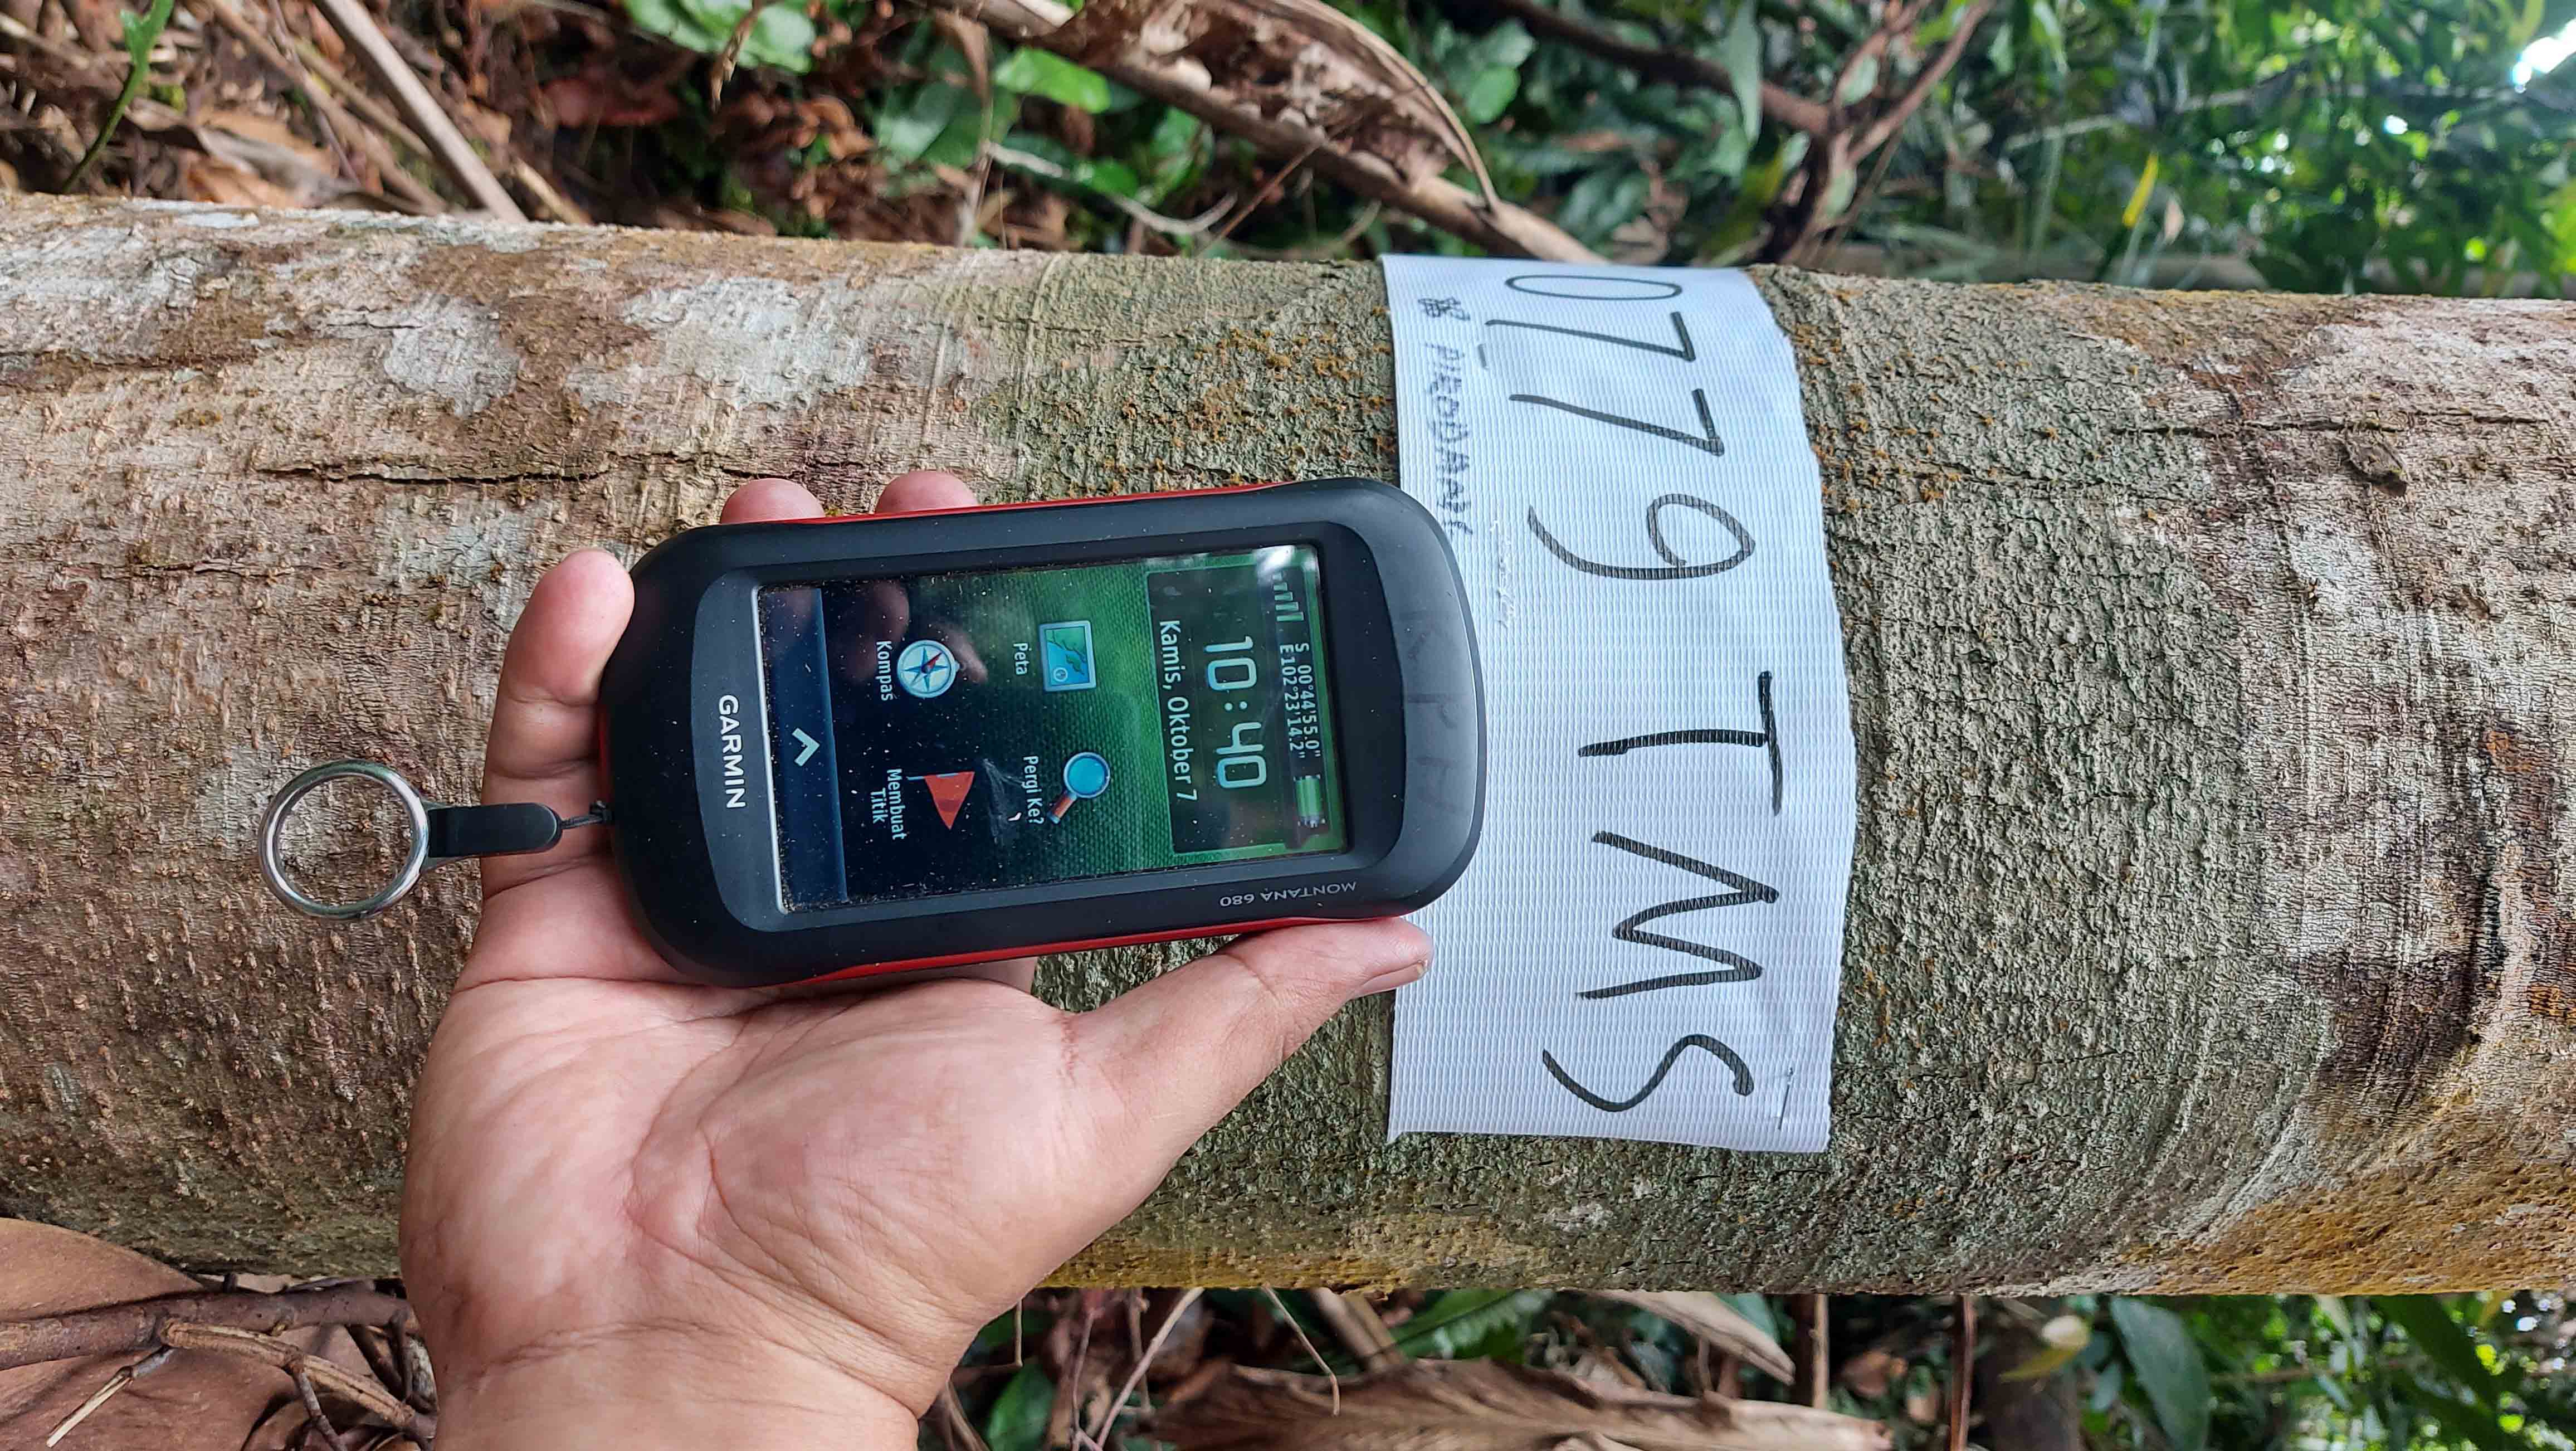 0779 TMS
KPH
MONTANA 680
S 00°44'55.0"
E102°23'14.2"
10:40
Kamis, Oktober 7
Peta
Pergi Ke?
Kompas
Membuat
Titik
GARMIN